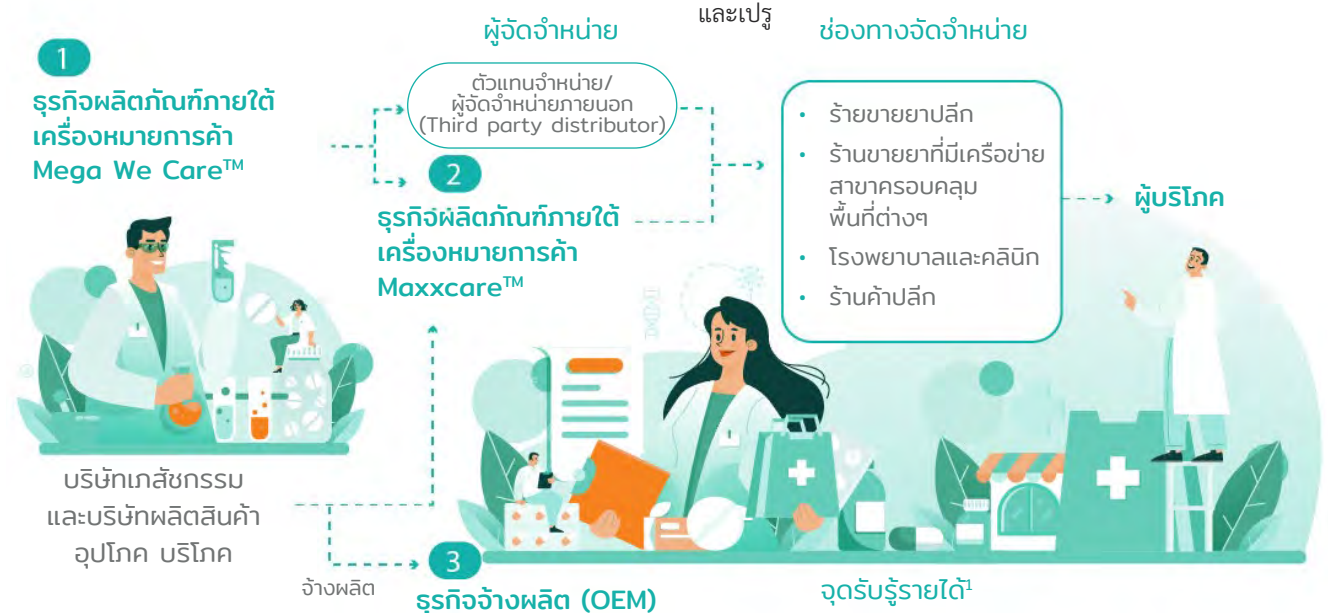 และเปรู
ผู้จัดจำหน่าย
ช่องทางจัดจำหน่าย
1
ธุรกิจผลิตภัณฑ์ภายใต้
เครื่องหมายการค้า
Mega We Care™
ตัวแทนจำหน่าย/
ผู้จัดจำหน่ายภายนอก
(Third party distributor)
2
ธุรกิจผลิตภัณฑ์ภายใต้
เครื่องหมายการค้า
Maxxcare™
• ร้ายขายยาปลีก
• ร้านขายยาที่มีเครือข่าย
สาขาครอบคลุม
พื้นที่ต่างๆ
• โรงพยาบาลและคลินิก
• ร้านค้าปลีก
ผู้บริโภค
บริษัทเภสัชกรรม
และบริษัทผลิตสินค้า
อุปโภค บริโภค
จ้างผลิต
3
ธุรกิจจ้างผลิต (OEM)
จุดรับรู้รายได้¹